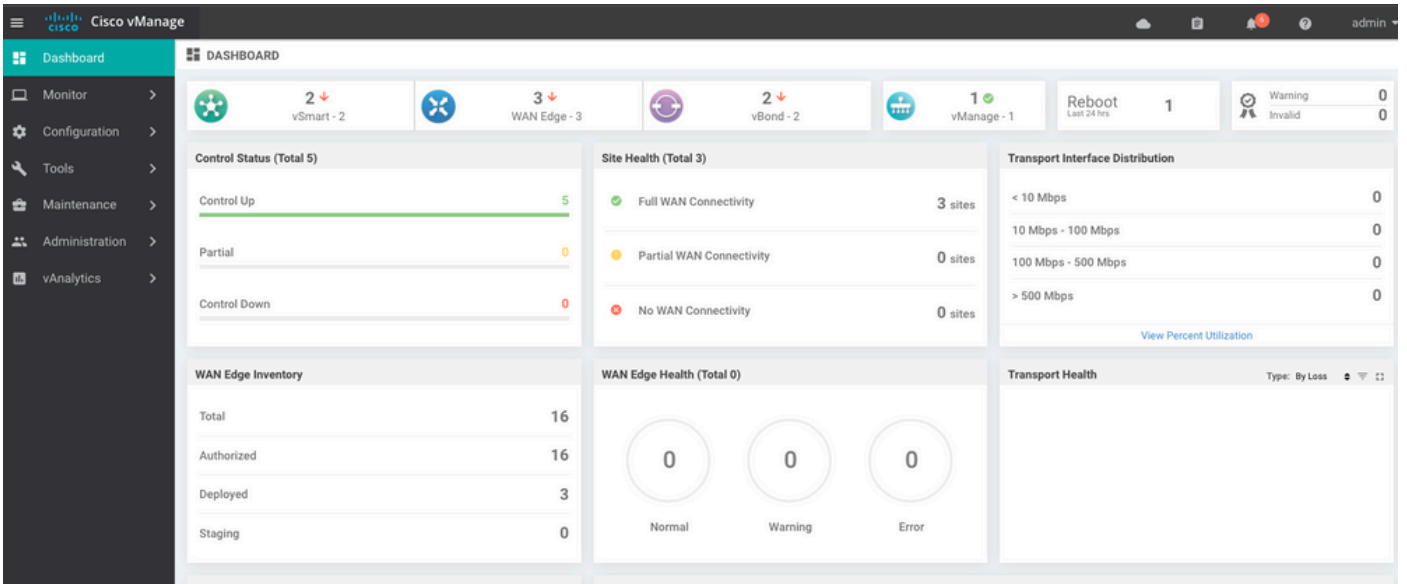 cisco Cisco vManage
6
admin
Dashboard
Monitor
Configuration
Tools
Maintenance
Administration
vAnalytics
DASHBOARD
2
vSmart - 2
3
WAN Edge - 3
2
vBond - 2
1
vManage - 1
Reboot 1
Last 24 hrs
Warning 0
Invalid 0
Control Status (Total 5)
Control Up 5
Partial 0
Control Down 0
Site Health (Total 3)
Full WAN Connectivity 3 sites
Partial WAN Connectivity 0 sites
No WAN Connectivity 0 sites
Transport Interface Distribution
< 10 Mbps 0
10 Mbps - 100 Mbps 0
100 Mbps - 500 Mbps 0
> 500 Mbps 0
View Percent Utilization
WAN Edge Inventory
Total 16
Authorized 16
Deployed 3
Staging 0
WAN Edge Health (Total 0)
0 0 0
Normal Warning Error
Transport Health Type: By Loss